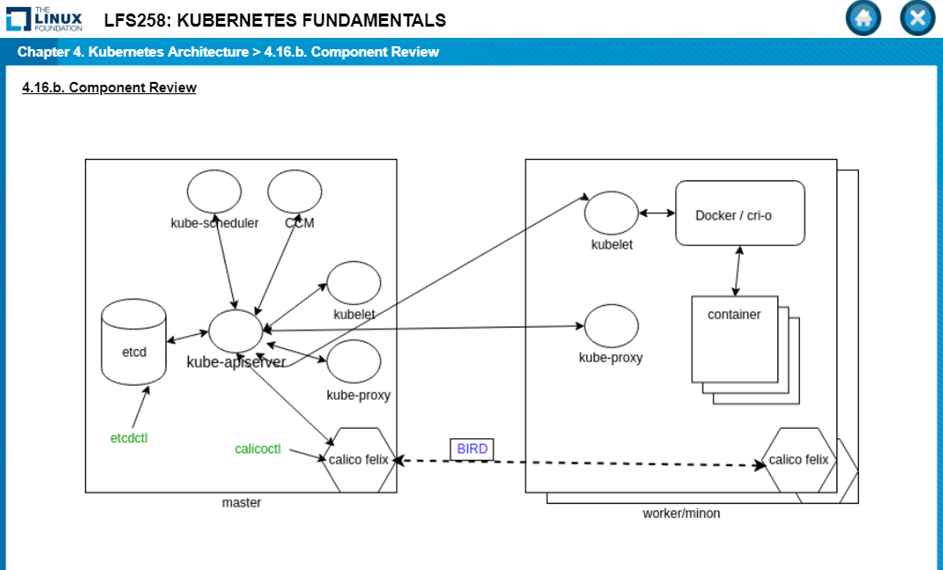 THE
LINUX
FOUNDATION
LFS258: KUBERNETES FUNDAMENTALS
Chapter 4. Kubernetes Architecture > 4.16.b. Component Review
4.16.b. Component Review
kube-scheduler
CCM
kubelet
etcd
kube-apiserver
kube-proxy
etcdctl
calicoctl
calico felix
master
BIRD
kubelet
Docker / cri-o
container
kube-proxy
calico felix
worker/minon